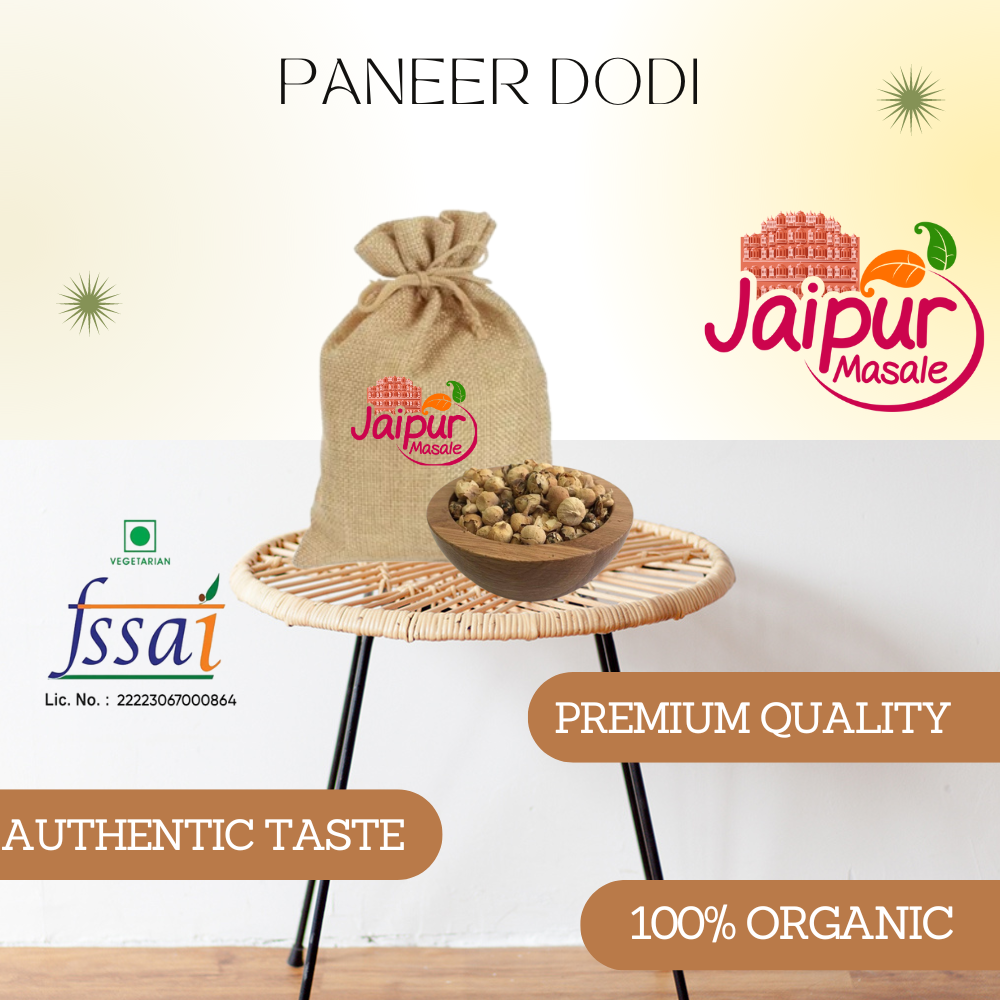 PANEER DODI
Jaipur
Masale
Jaipur
Masale
VEGETARIAN
fssai
Lic. No. : 22223067000864
PREMIUM QUALITY
AUTHENTIC TASTE
100% ORGANIC